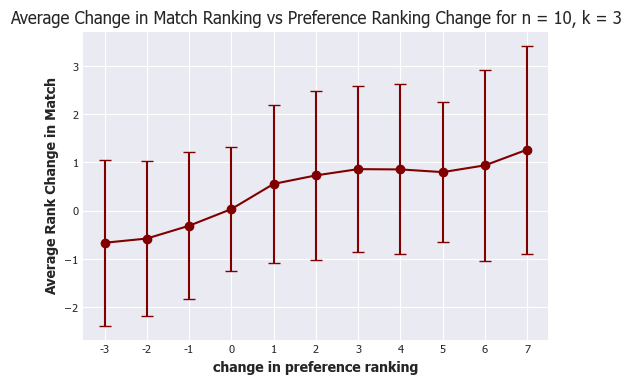 Average Change in Match Ranking vs Preference Ranking Change for n = 10, k = 3
Average Rank Change in Match
3
2
1
0
−1
−2
-3 -2 -1 0 1 2 3 4 5 6 7
change in preference ranking